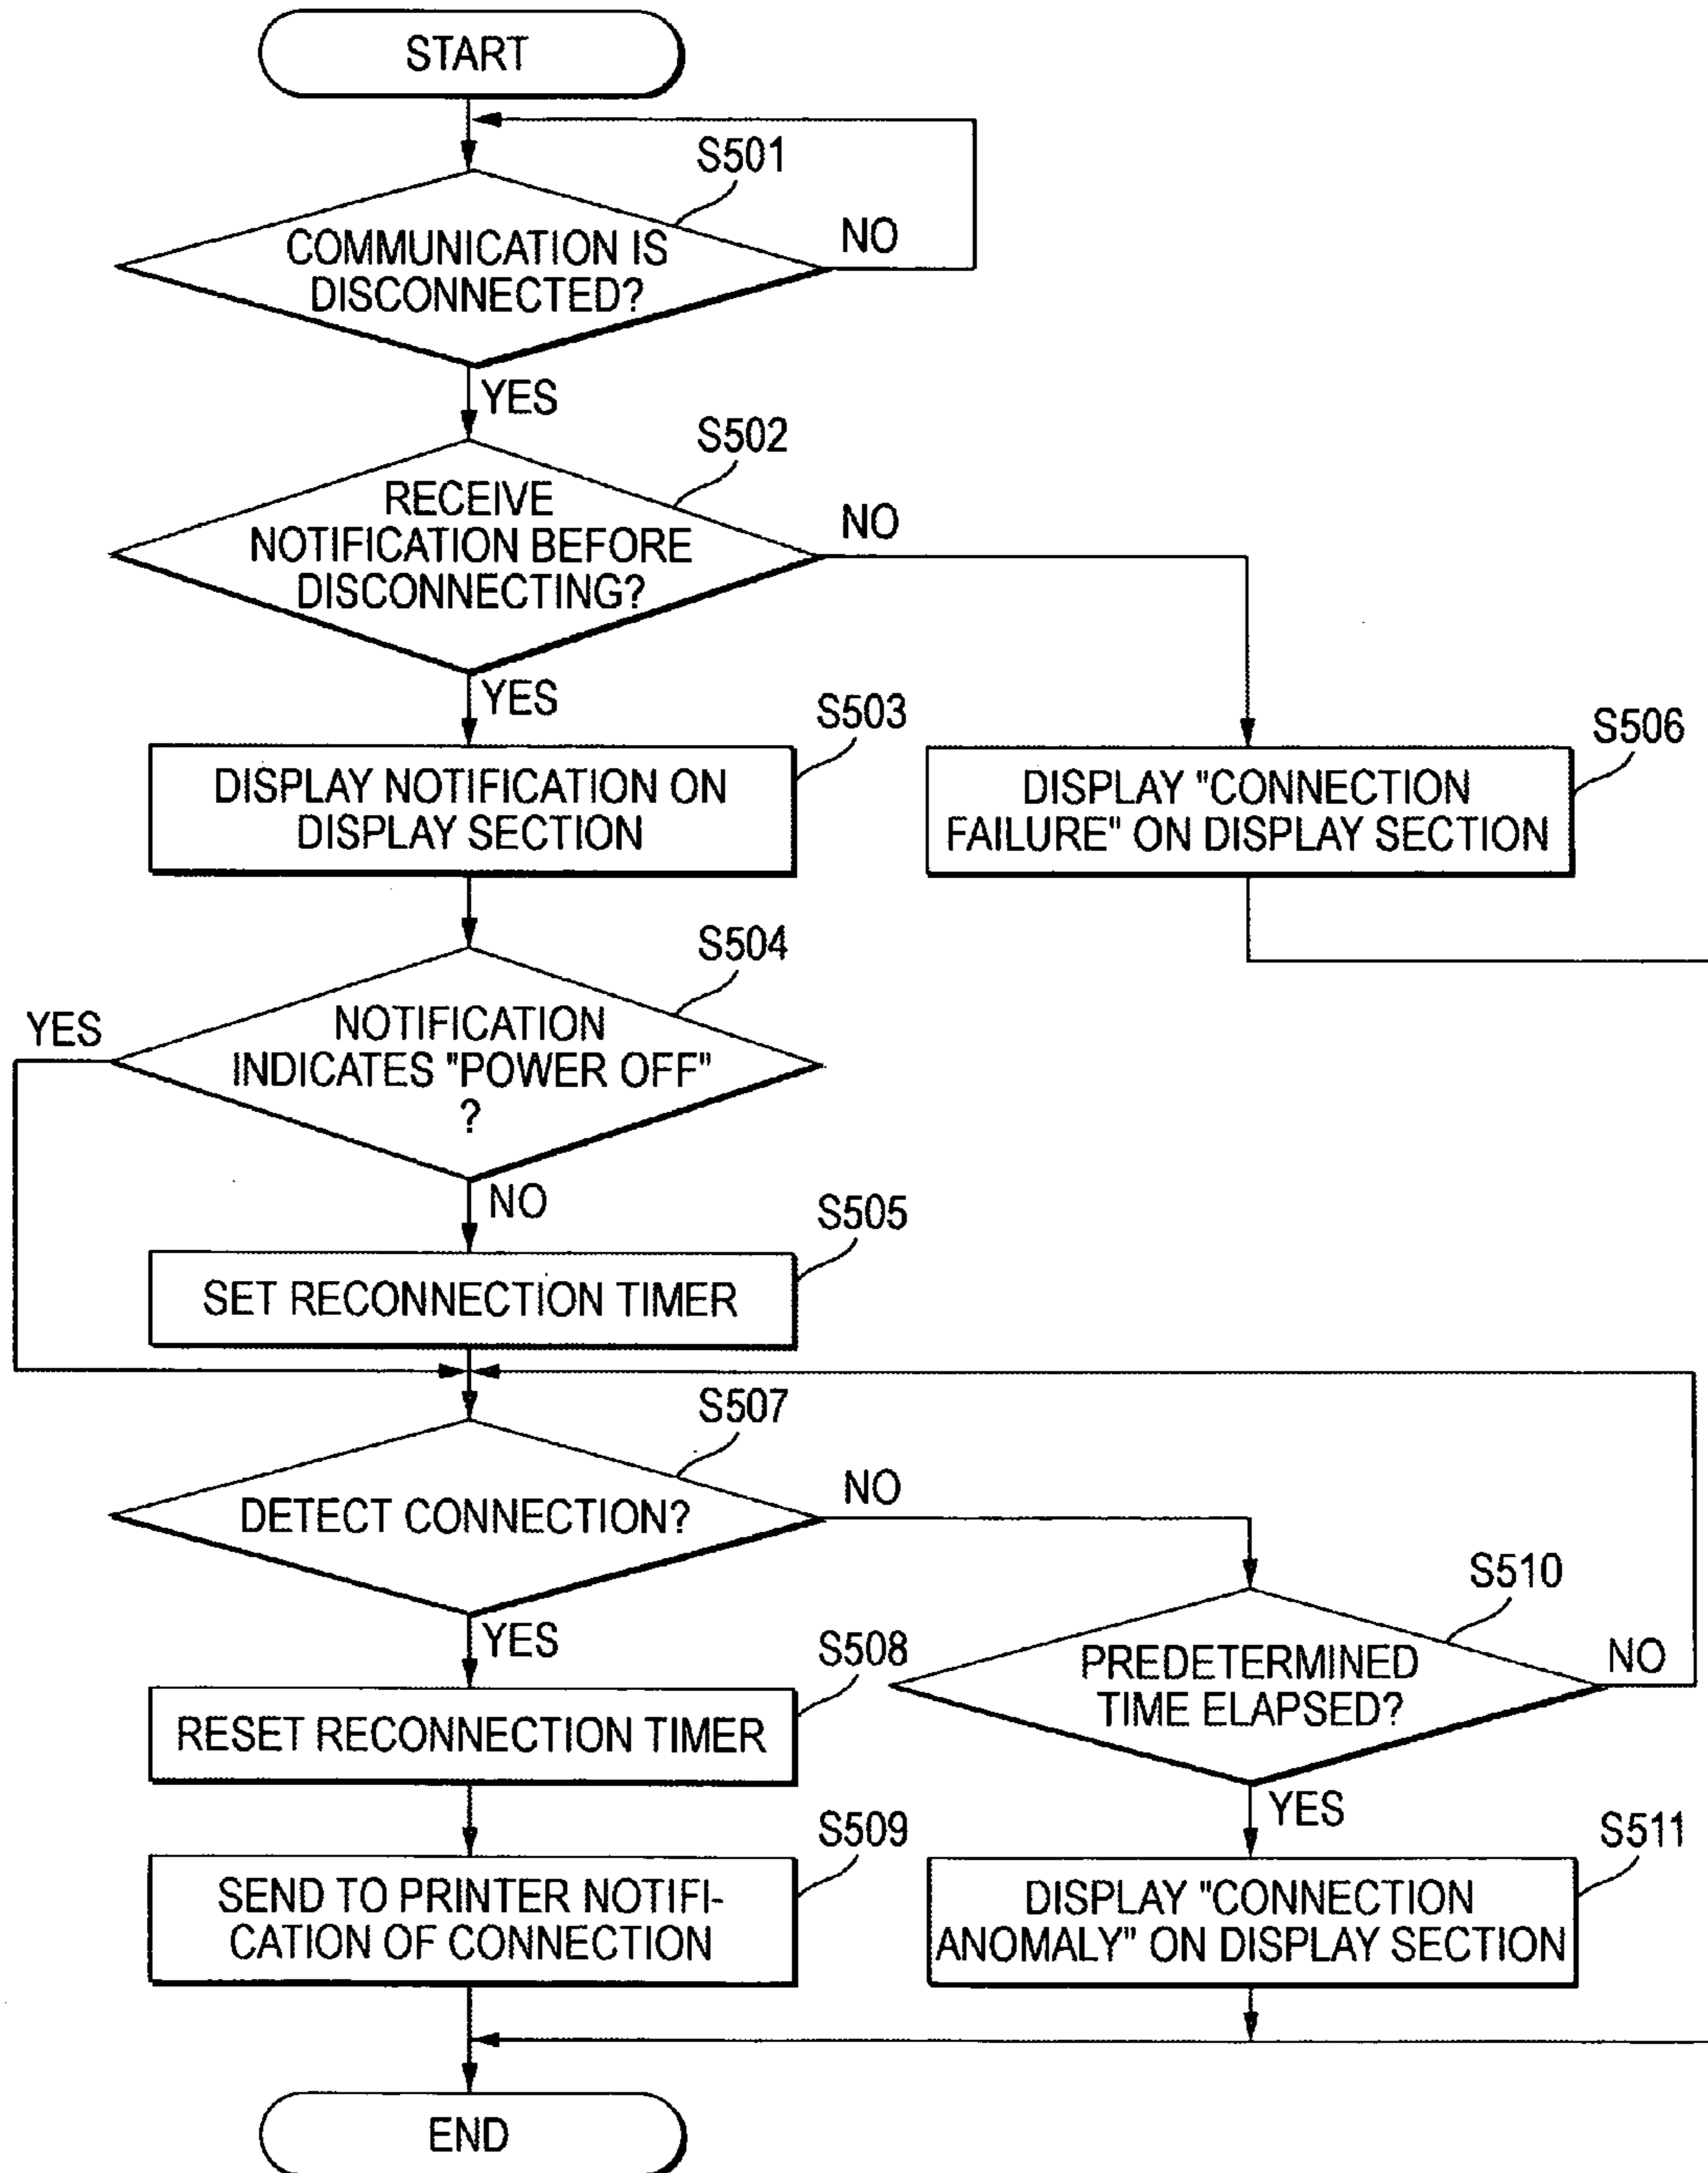 START
S501
COMMUNICATION IS
DISCONNECTED?
NO
YES
S502
RECEIVE
NOTIFICATION BEFORE
DISCONNECTING?
NO
YES
S503
DISPLAY NOTIFICATION ON
DISPLAY SECTION
S506
DISPLAY "CONNECTION
FAILURE" ON DISPLAY SECTION
S504
YES
NOTIFICATION
INDICATES "POWER OFF"
?
NO
S505
SET RECONNECTION TIMER
S507
DETECT CONNECTION?
NO
YES
S510
PREDETERMINED
TIME ELAPSED?
NO
YES
S508
RESET RECONNECTION TIMER
S509
SEND TO PRINTER NOTIFI-
CATION OF CONNECTION
S511
DISPLAY "CONNECTION
ANOMALY" ON DISPLAY SECTION
END